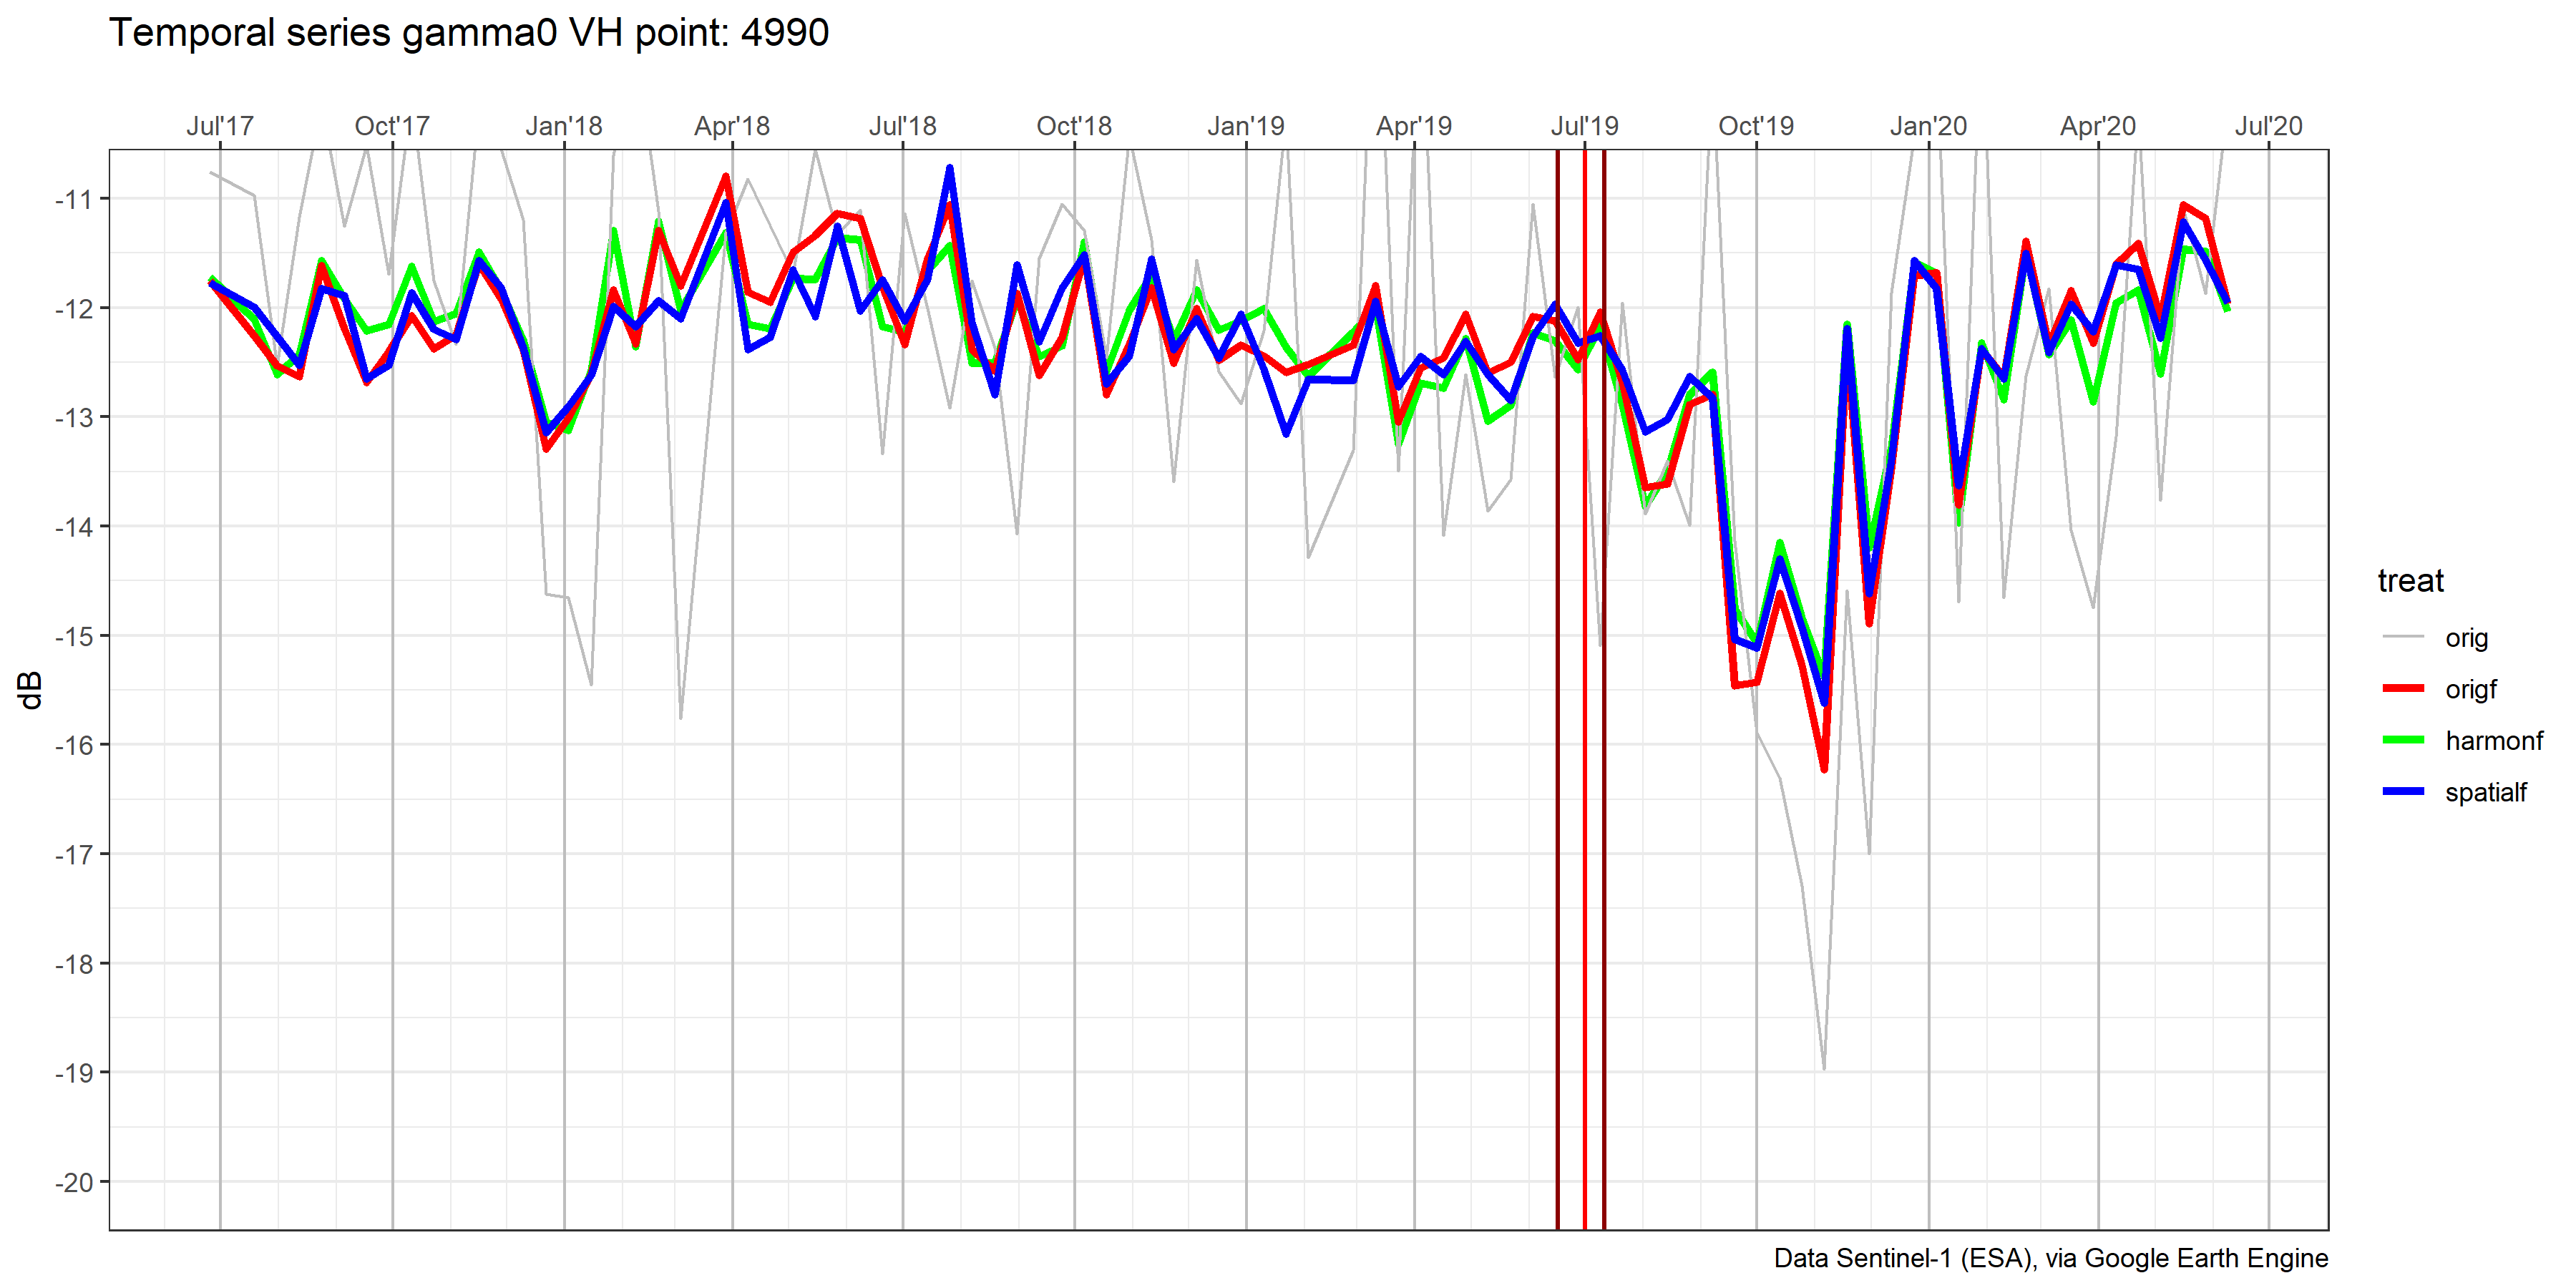 Temporal series gamma0 VH point: 4990
Jul'17 Oct'17 Jan'18 Apr'18 Jul'18 Oct'18 Jan'19 Apr'19 Jul'19 Oct'19 Jan'20 Apr'20 Jul'20
-11
-12
-13
-14
-15
-16
-17
-18
-19
-20
dB
treat
orig
origf
harmonf
spatialf
Data Sentinel-1 (ESA), via Google Earth Engine